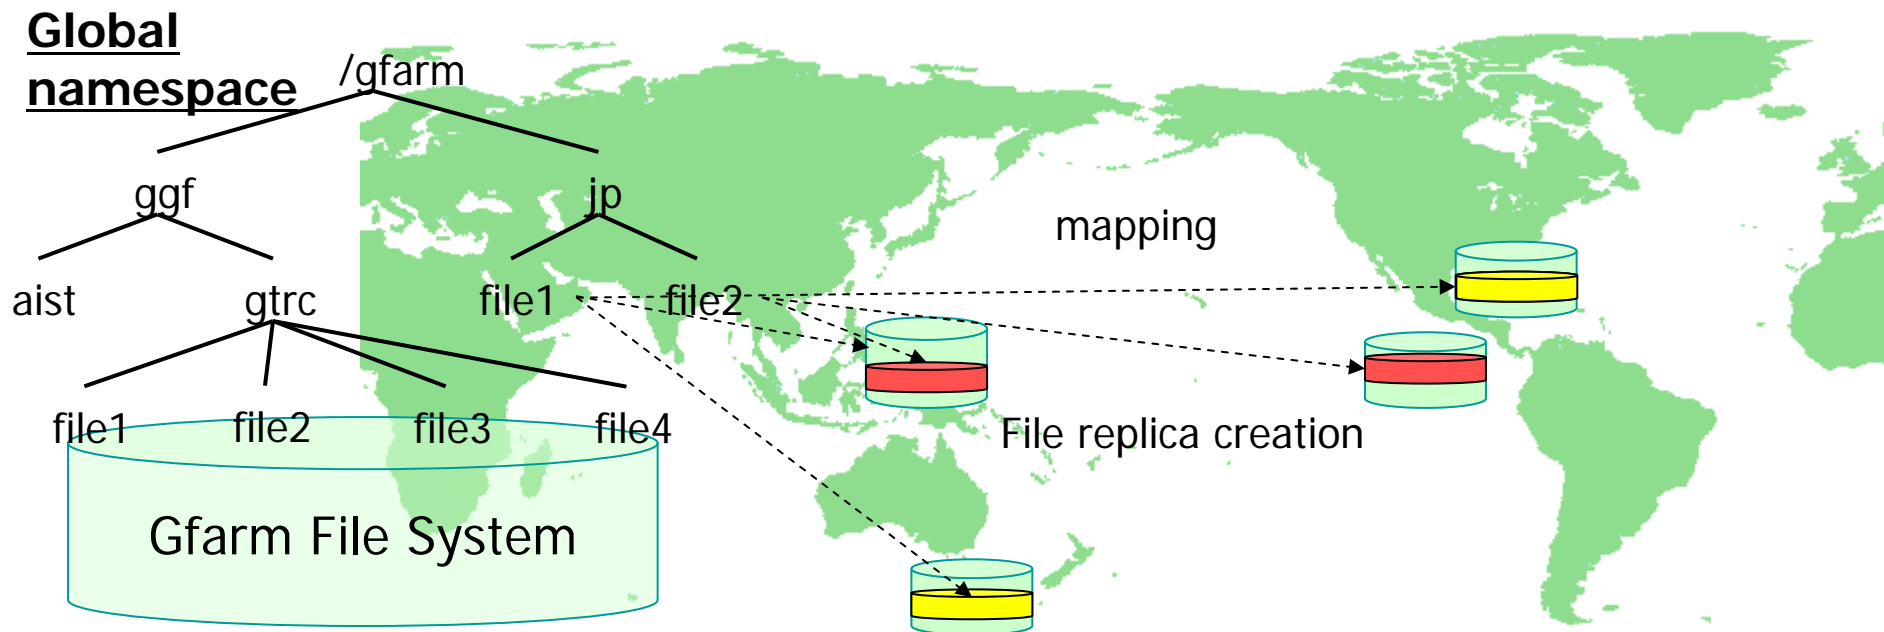 Global
namespace
/gfarm
ggf
jp
mapping
aist
gtrc
file1
file2
file1
file2
file3
file4
File replica creation
Gfarm File System